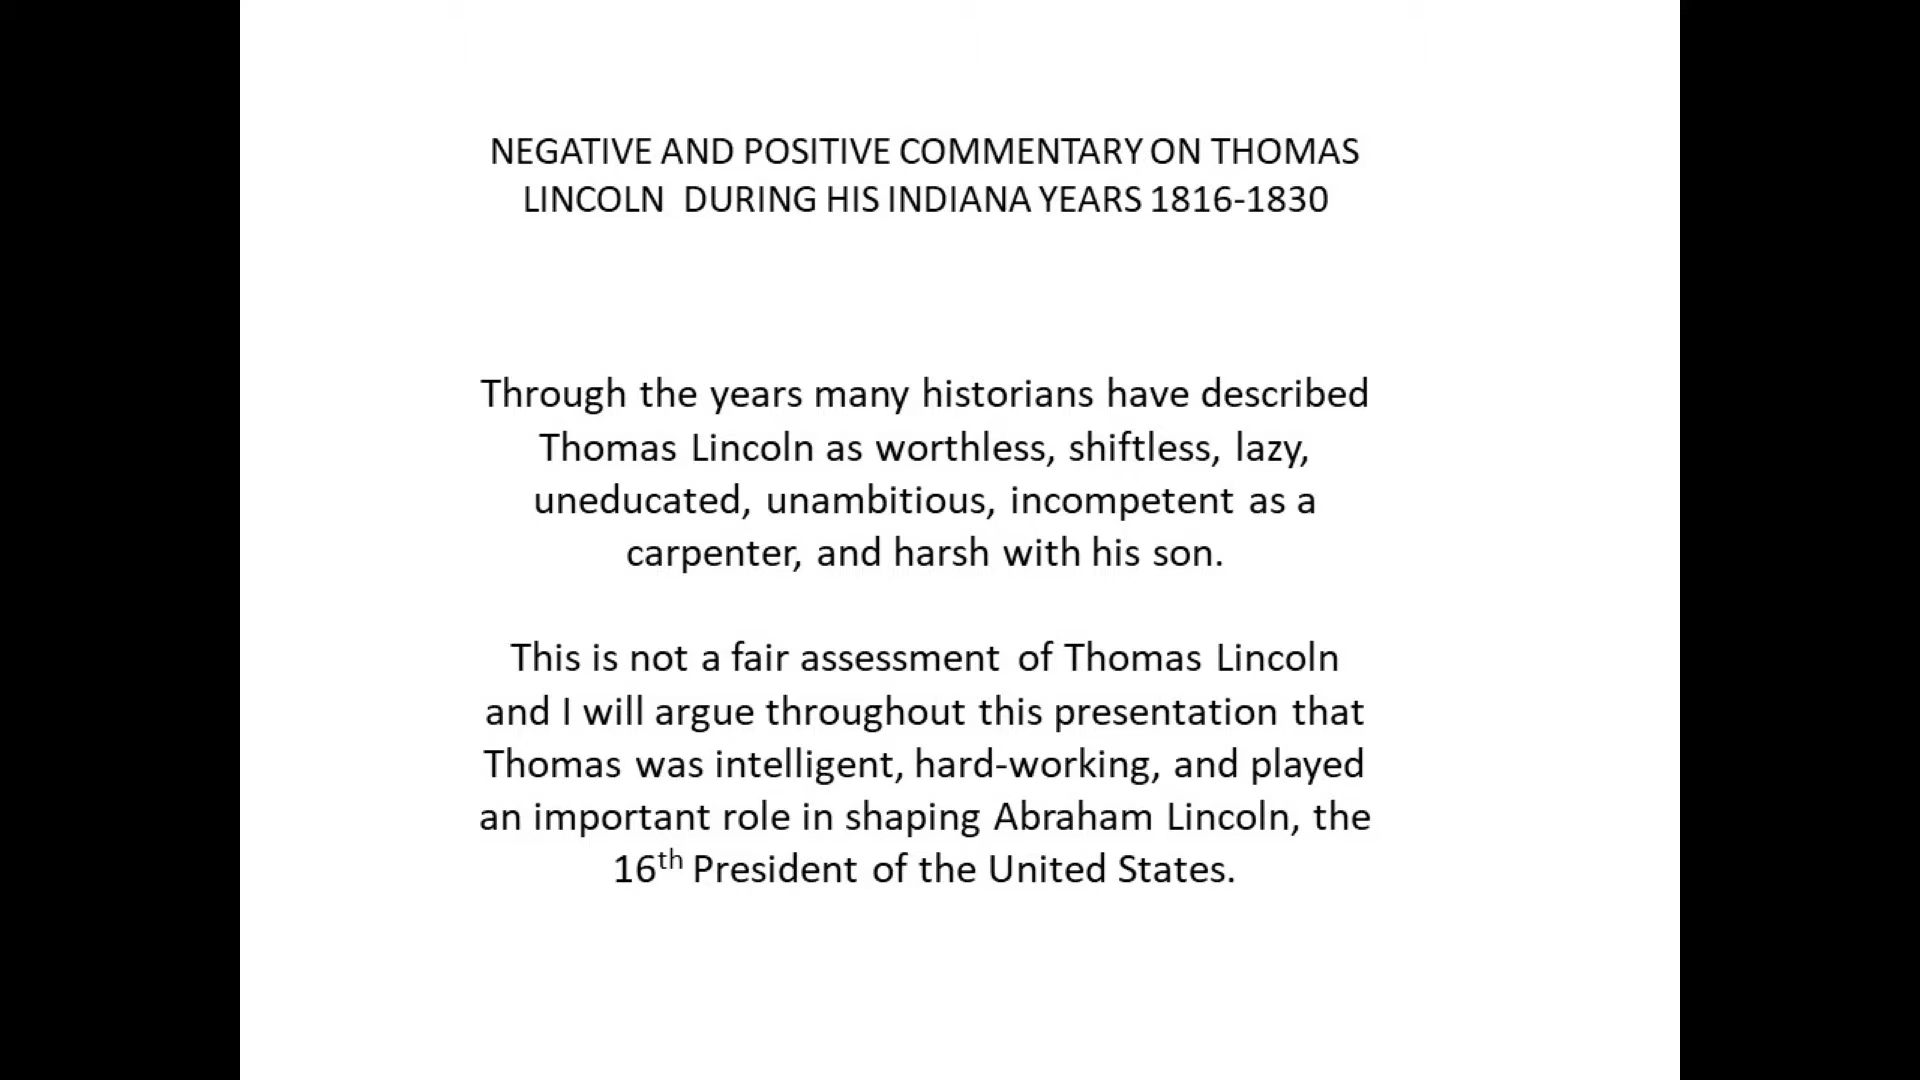 NEGATIVE AND POSITIVE COMMENTARY ON THOMAS
LINCOLN DURING HIS INDIANA YEARS 1816-1830
Through the years many historians have described
Thomas Lincoln as worthless, shiftless, lazy,
uneducated, unambitious, incompetent as a
carpenter, and harsh with his son.
This is not a fair assessment of Thomas Lincoln
and I will argue throughout this presentation that
Thomas was intelligent, hard-working, and played
an important role in shaping Abraham Lincoln, the
16th President of the United States.